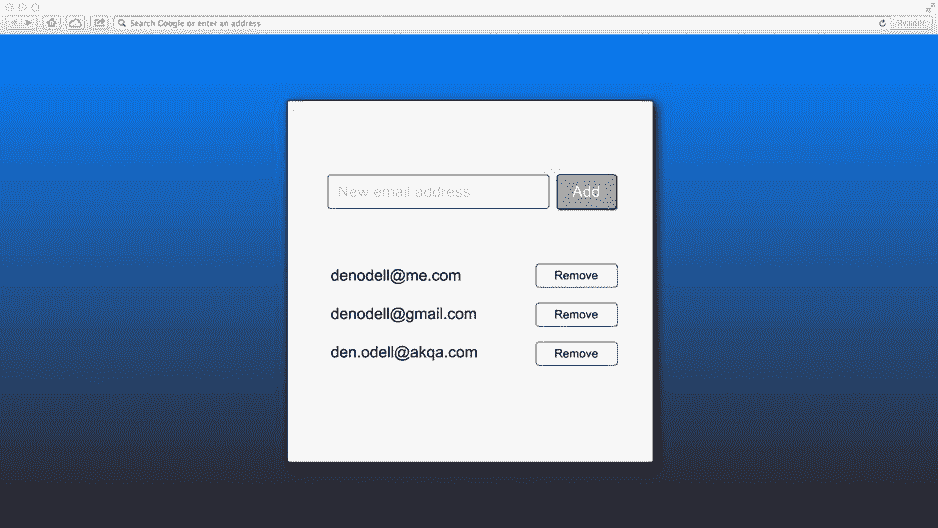 Search Google or enter an address
New email address
Add
denodell@me.com
Remove
denodell@gmail.com
Remove
den.odell@akqa.com
Remove